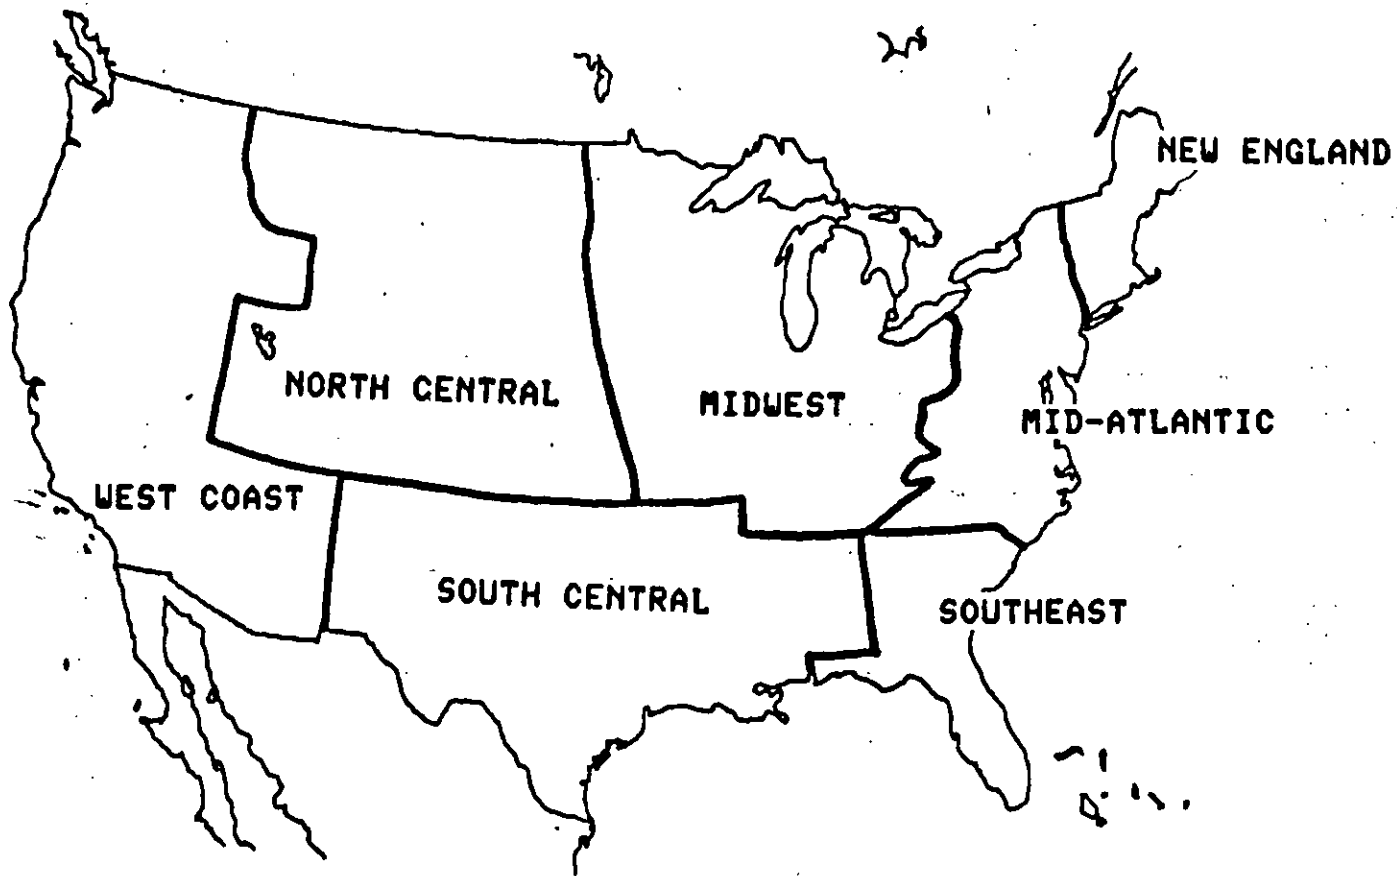 NEW ENGLAND
NORTH CENTRAL
MIDWEST
MID-ATLANTIC
WEST COAST
SOUTH CENTRAL
SOUTHEAST